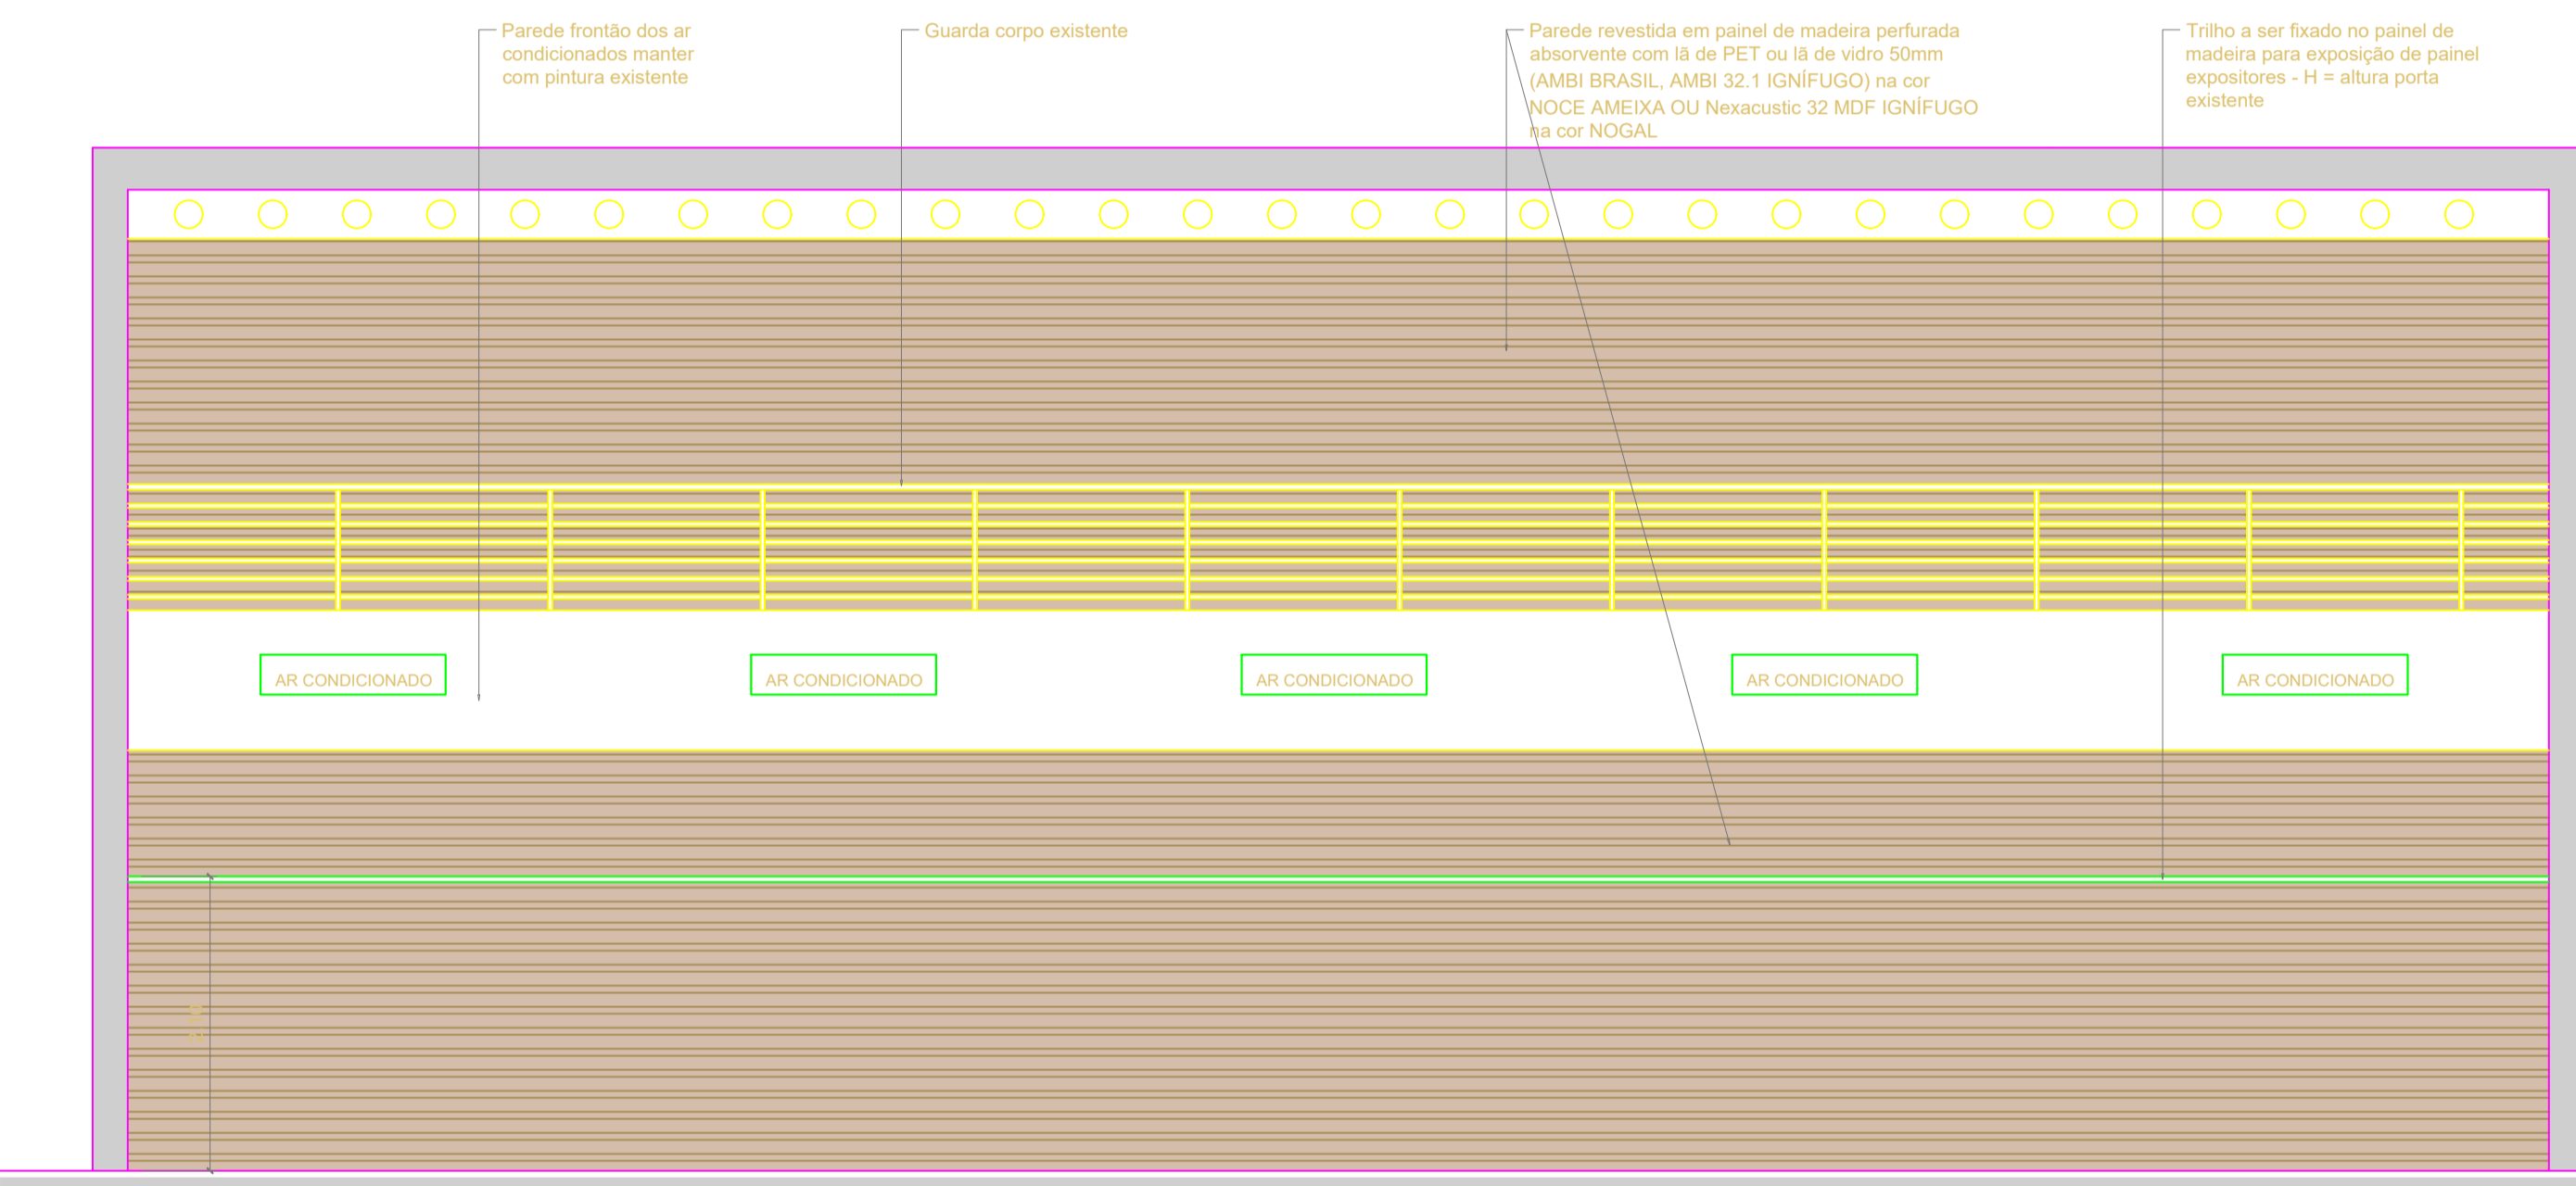 Parede frontão dos ar
condicionados manter
com pintura existente
Guarda corpo existente
Parede revestida em painel de madeira perfurada
absorvente com lã de PET ou lã de vidro 50mm
(AMBI BRASIL, AMBI 32.1 IGNÍFUGO) na cor
NOCE AMEIXA OU Nexacustic 32 MDF IGNÍFUGO
na cor NOGAL
Trilho a ser fixado no painel de
madeira para exposição de painel
expositores - H = altura porta
existente
AR CONDICIONADO
AR CONDICIONADO
AR CONDICIONADO
AR CONDICIONADO
AR CONDICIONADO